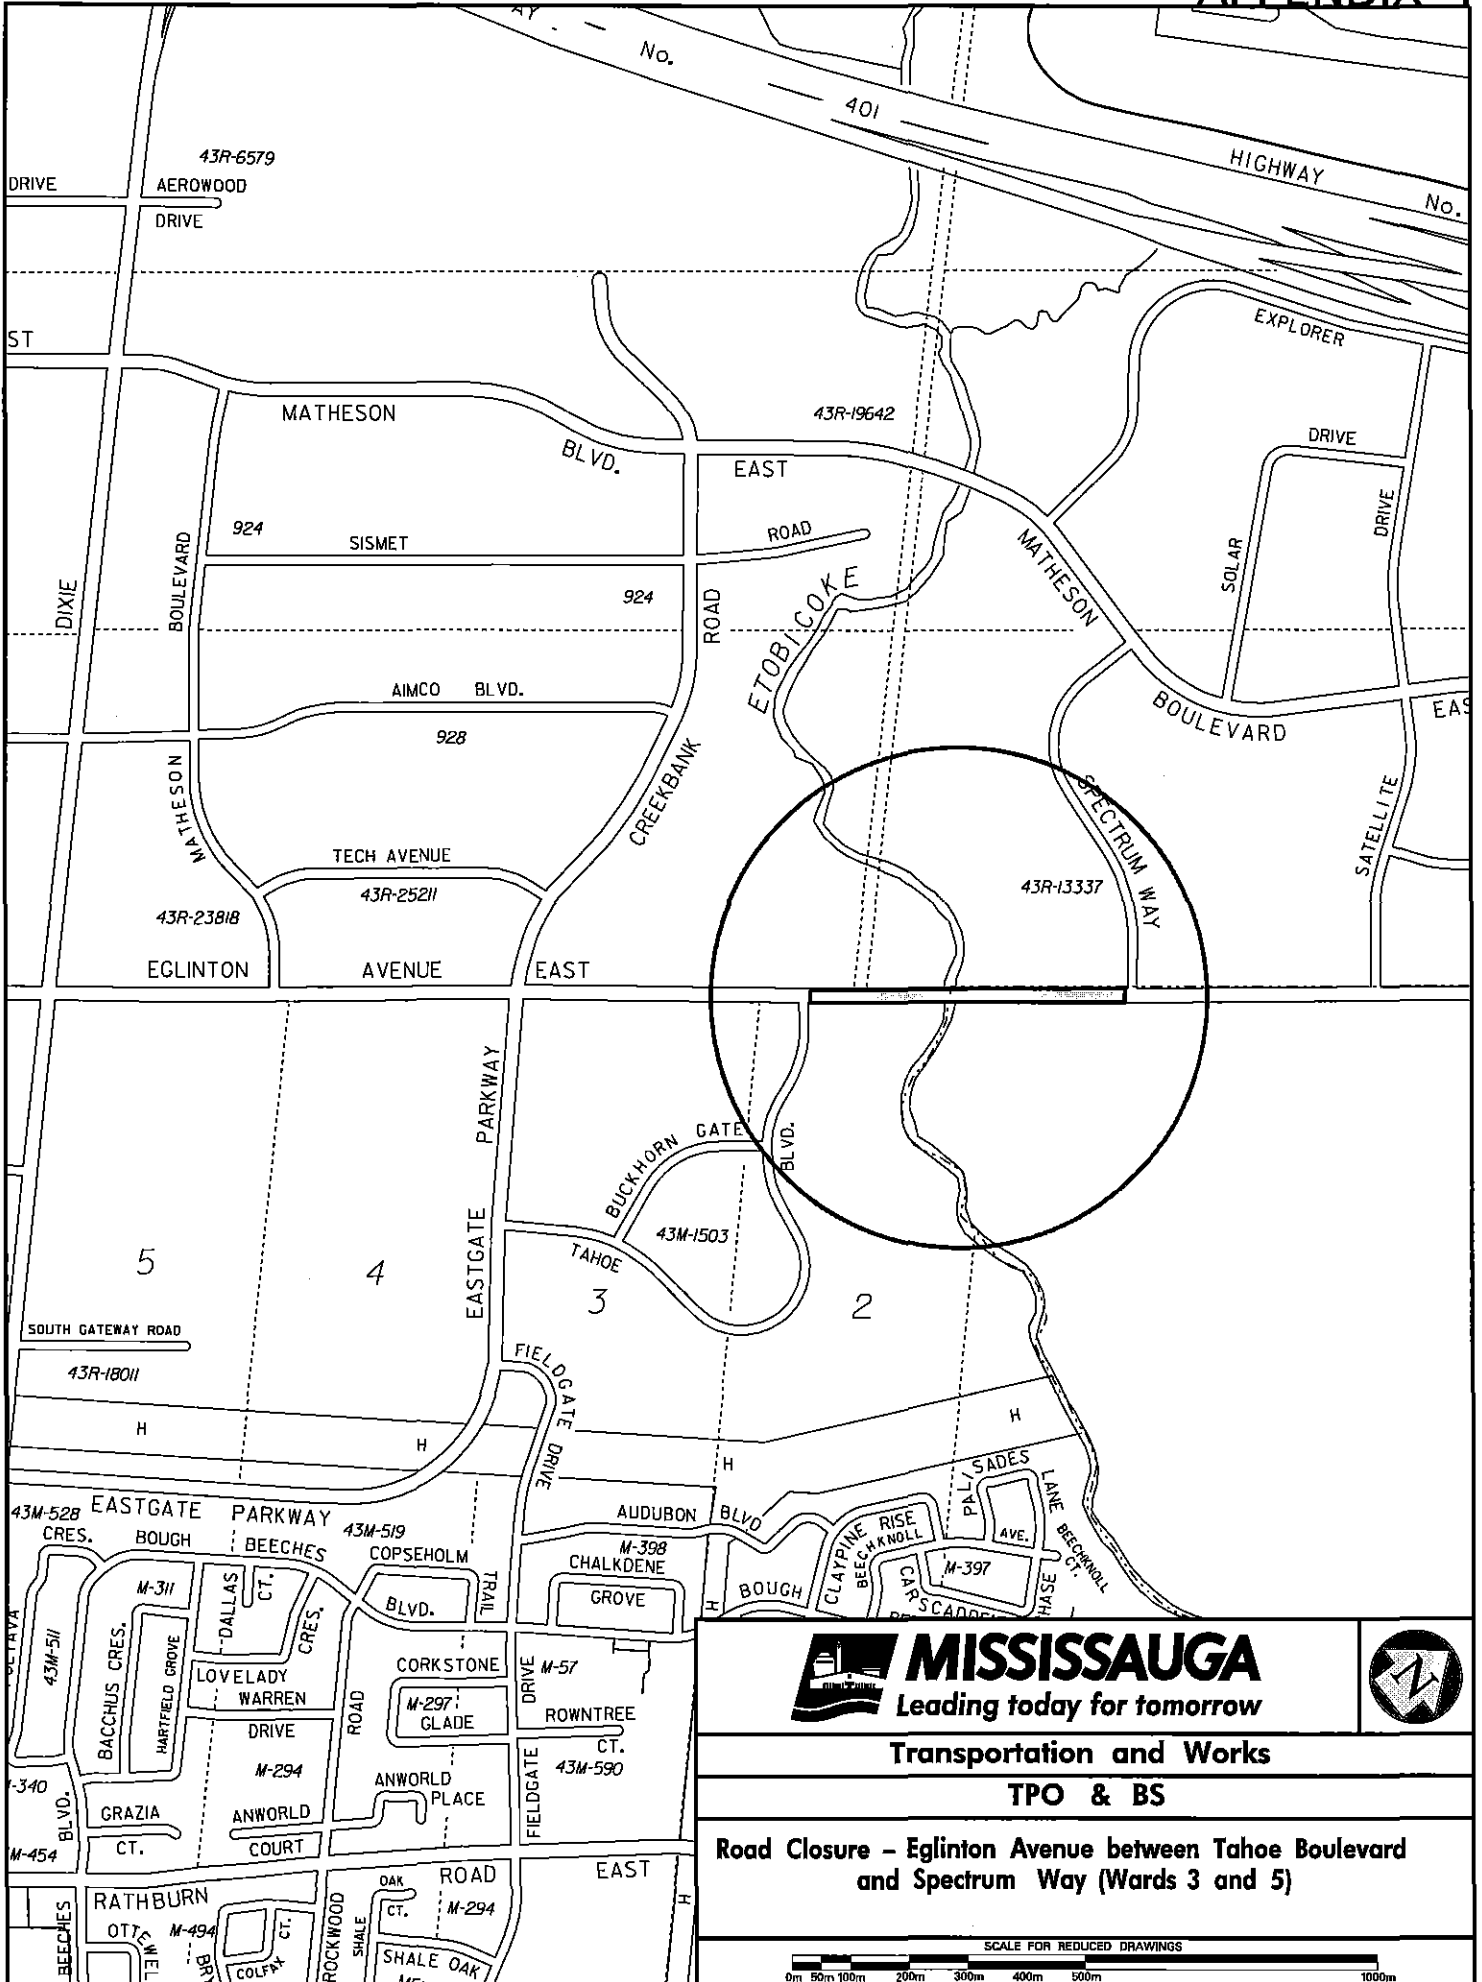 APPENDIX 1
AY
No.
401
HIGHWAY
No.
43R-6579
DRIVE
AEROWOOD
DRIVE
EXPLORER
ST
MATHESON
BLVD.
43R-19642
EAST
DRIVE
924
SISMET
ROAD
DIXIE
BOULEVARD
924
ROAD
ETOBICOKE
MATHESON
SOLAR
DRIVE
AIMCO BLVD.
928
BOULEVARD
EAS
MATHESON
CREEKBANK
SPECTRUM WAY
SATELLITE
TECH AVENUE
43R-25211
43R-23818
43R-13337
EGLINTON AVENUE EAST
PARKWAY
BUCKHORN GATE
BLVD.
EASTGATE
43M-1503
TAHOE
5
4
3
2
SOUTH GATEWAY ROAD
43R-18011
FIELDGATE DRIVE
H
H
H
H
PALISADES
LANE
43M-528
EASTGATE PARKWAY
43M-519
AUDUBON BLVD
CLAYPINE RISE
BEECHKNOLL
AVE.
BEECHKNOLL
CT.
CRES.
BOUGH BEECHES
COPSEHOLM
M-398
CHALKDENE
M-397
M-311
DALLAS
CT.
TRAIL
GROVE
BOUGH
H
CRES.
BLVD.
43M-511
BACCHUS CRES.
HARTFIELD GROVE
LOVELADY
CORKSTONE
DRIVE
M-57
WARREN
ROAD
M-297
GLADE
ROWNTREE
DRIVE
CT.
M-294
FIELDGATE
43M-590
-340
ANWORLD
PLACE
BLVD.
GRAZIA
CT.
ANWORLD
COURT
M-454
ROAD
EAST
RATHBURN
OAK
CT.
M-294
H
BEECHES
M-494
CT.
COLFAX
ROCKWOOD
SHALE
SHALE OAK
MISSISSAUGA
Leading today for tomorrow
N
Transportation and Works
TPO & BS
Road Closure – Eglinton Avenue between Tahoe Boulevard
and Spectrum Way (Wards 3 and 5)
SCALE FOR REDUCED DRAWINGS
0m 50m 100m 200m 300m 400m 500m 1000m